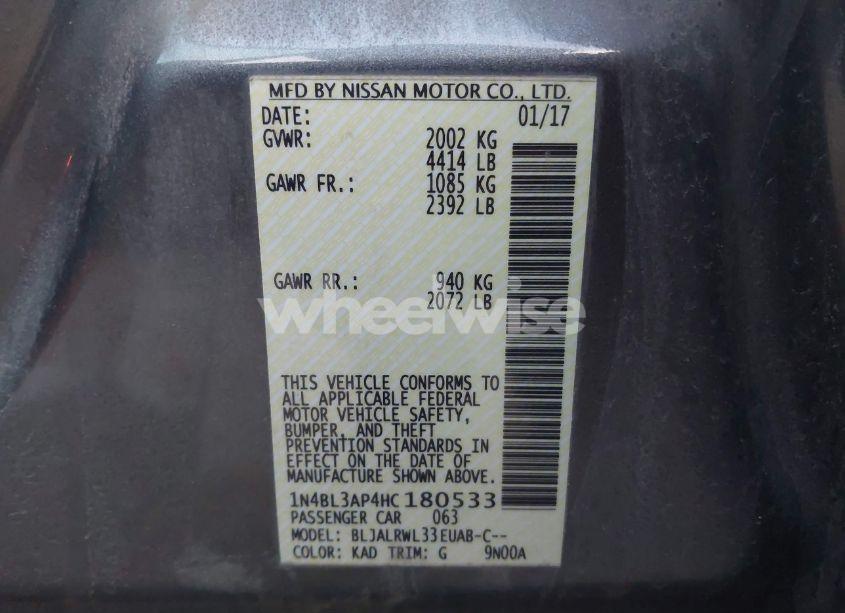 MFD BY NISSAN MOTOR CO., LTD.
DATE: 01/17
GVWR: 2002 KG
4414 LB
GAWR FR.: 1085 KG
2392 LB
GAWR RR.: 940 KG
2072 LB
wheelwise
THIS VEHICLE CONFORMS TO
ALL APPLICABLE FEDERAL
MOTOR VEHICLE SAFETY,
BUMPER, AND THEFT
PREVENTION STANDARDS IN
EFFECT ON THE DATE OF
MANUFACTURE SHOWN ABOVE.
1N4BL3AP4HC180533
PASSENGER CAR 063
MODEL: BLJALRWL33EUAB-C--
COLOR: KAD TRIM: G 9N00A